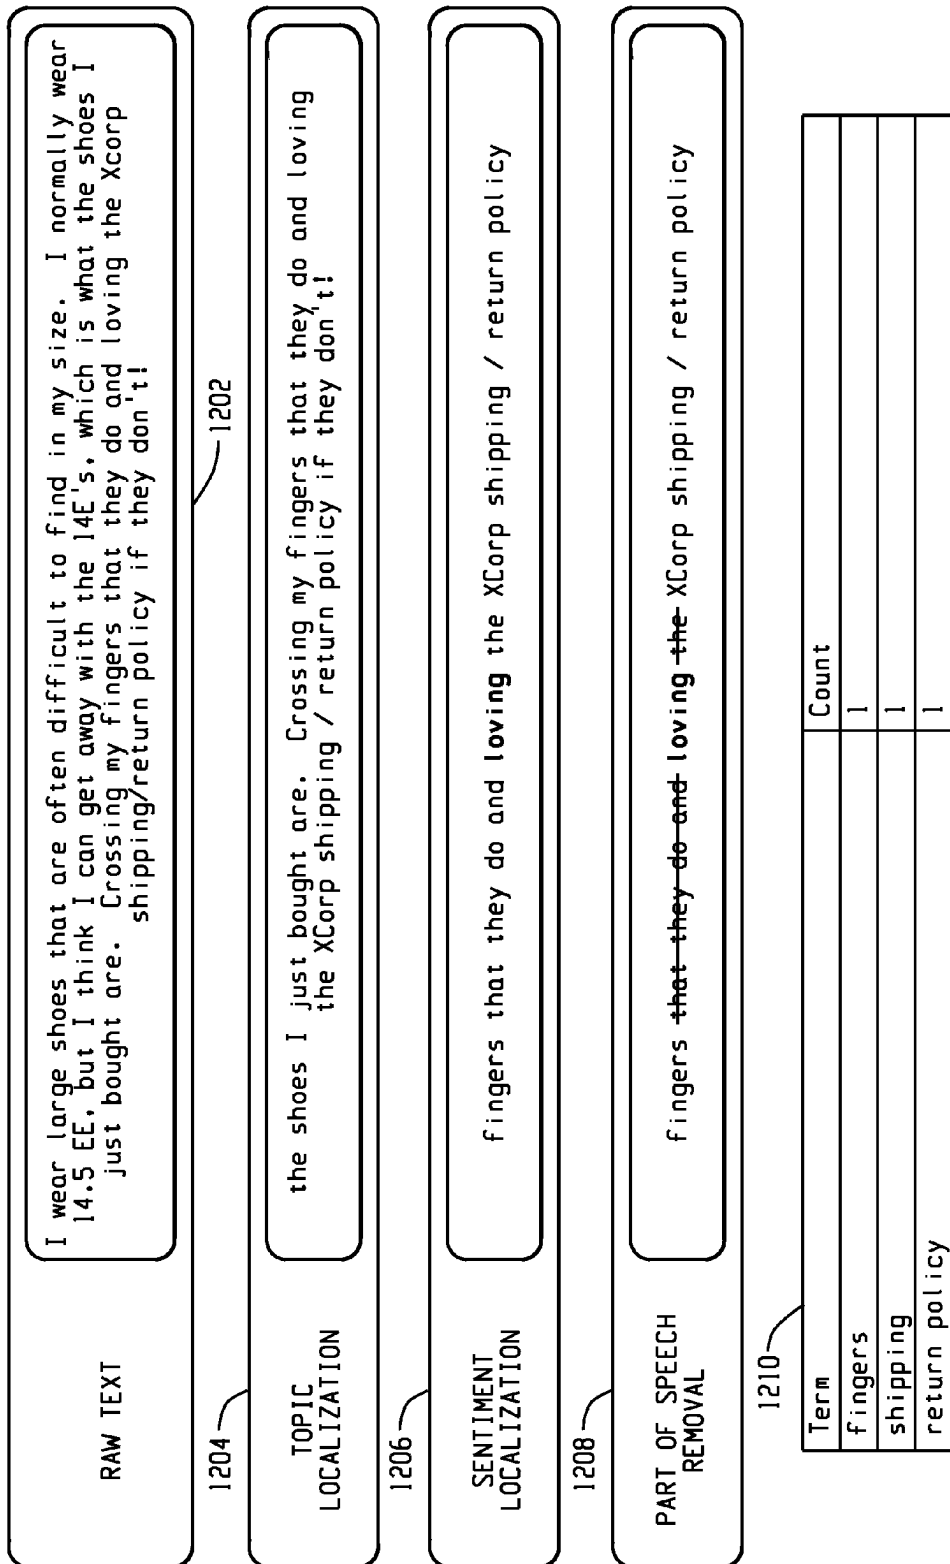 RAW TEXT
I wear large shoes that are often difficult to find in my size. I normally wear
14.5 EE, but I think I can get away with the 14E's, which is what the shoes I
just bought are. Crossing my fingers that they do and loving the Xcorp
shipping/return policy if they don't!
1202
1204
TOPIC
LOCALIZATION
the shoes I just bought are. Crossing my fingers that they do and loving
the XCorp shipping / return policy if they don't!
1206
SENTIMENT
LOCALIZATION
fingers that they do and loving the XCorp shipping / return policy
1208
PART OF SPEECH
REMOVAL
fingers that they do and loving the XCorp shipping / return policy
1210
Term Count
fingers 1
shipping 1
return policy 1